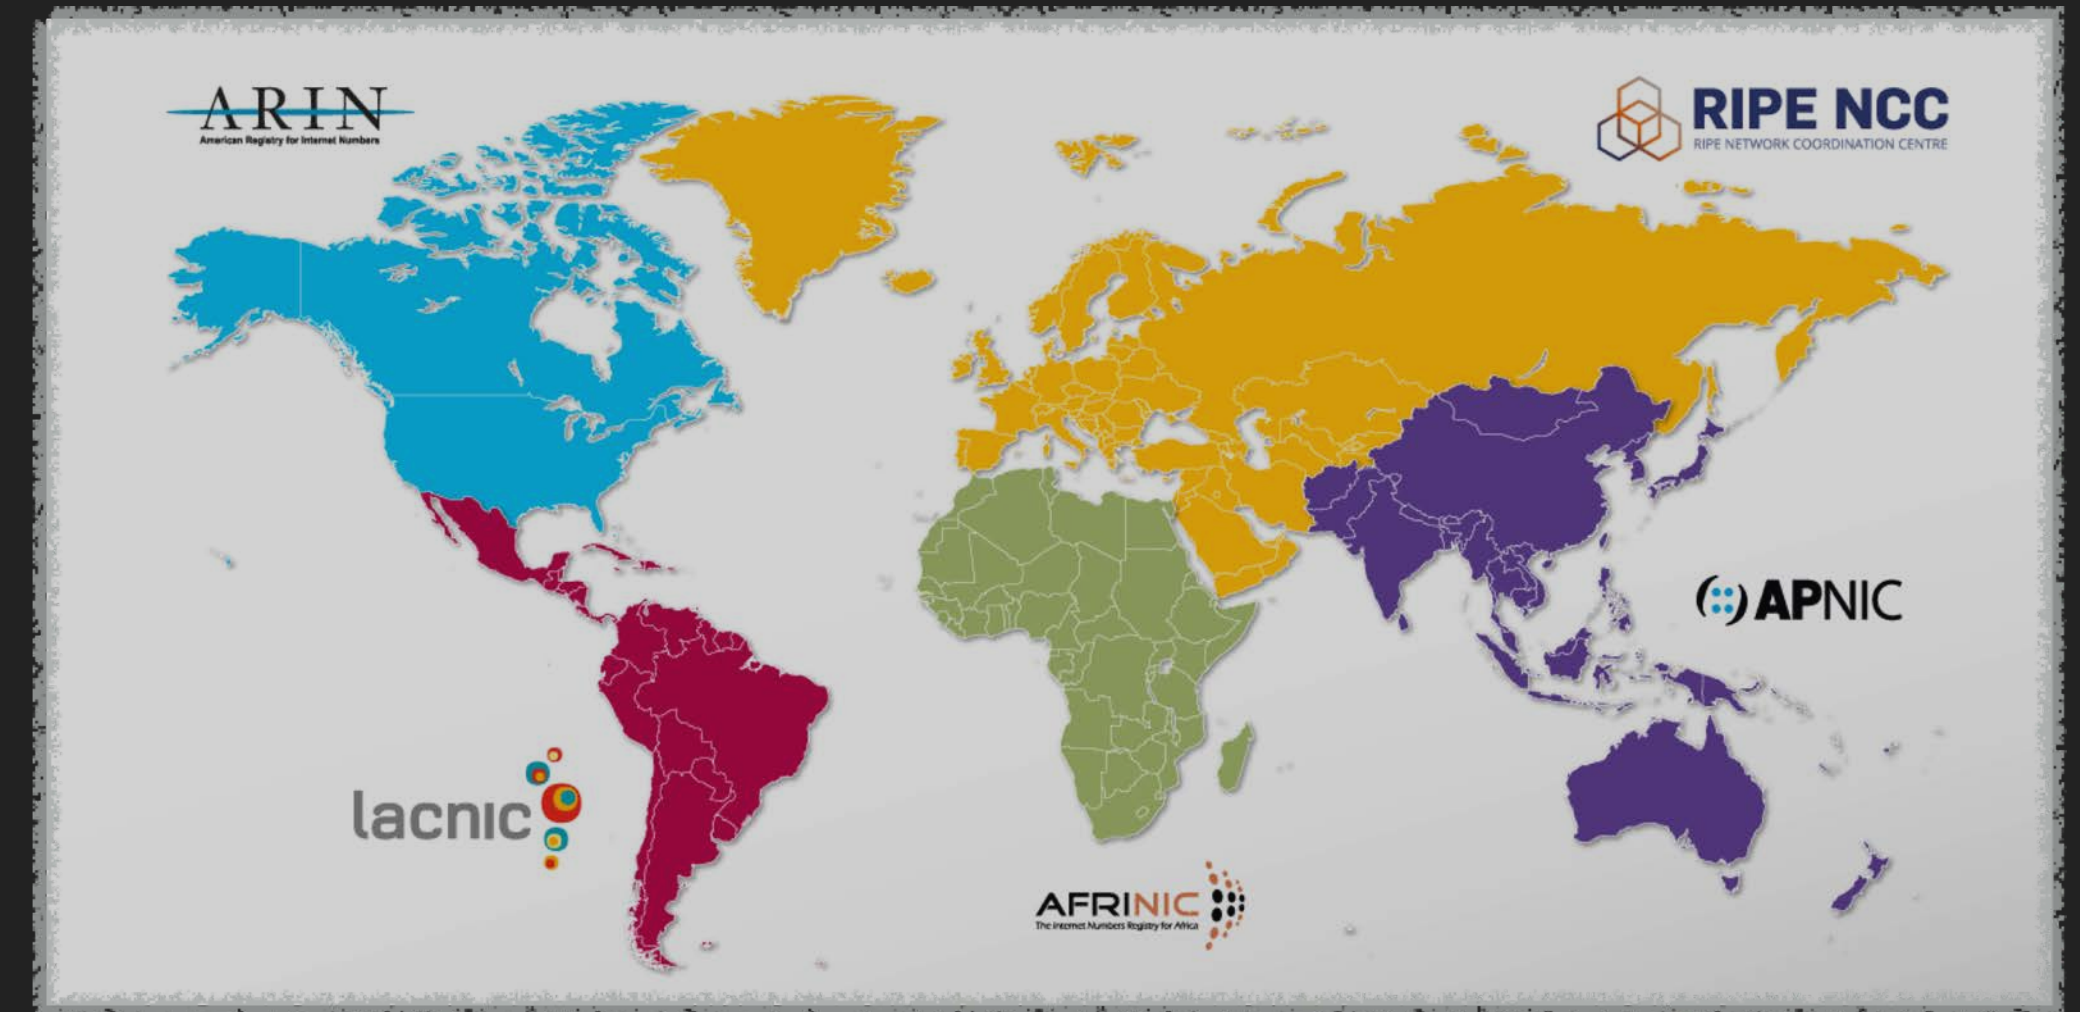 ARIN
American Registry for Internet Numbers
RIPE NCC
RIPE NETWORK COORDINATION CENTRE
(::) APNIC
lacnic
AFRINIC
The Internet Numbers Registry for Africa